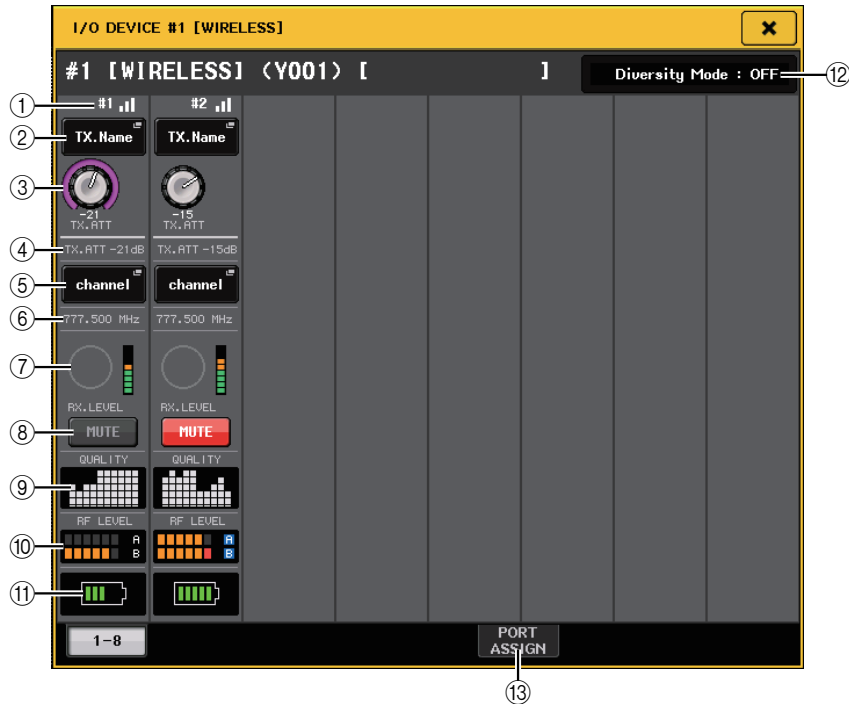 I/O DEVICE #1 [WIRELESS]
#1 [WIRELESS] (Y001) [ ]
Diversity Mode : OFF
⑫
① #1 #2
② TX.Name TX.Name
③
-21 -15
TX.ATT TX.ATT
④ TX.ATT -21dB TX.ATT -15dB
⑤ channel channel
⑥ 777.500 MHz 777.500 MHz
⑦
RX.LEVEL RX.LEVEL
⑧ MUTE MUTE
QUALITY QUALITY
⑨
RF LEVEL RF LEVEL
⑩ A A
B B
⑪
1-8
PORT
ASSIGN
⑬